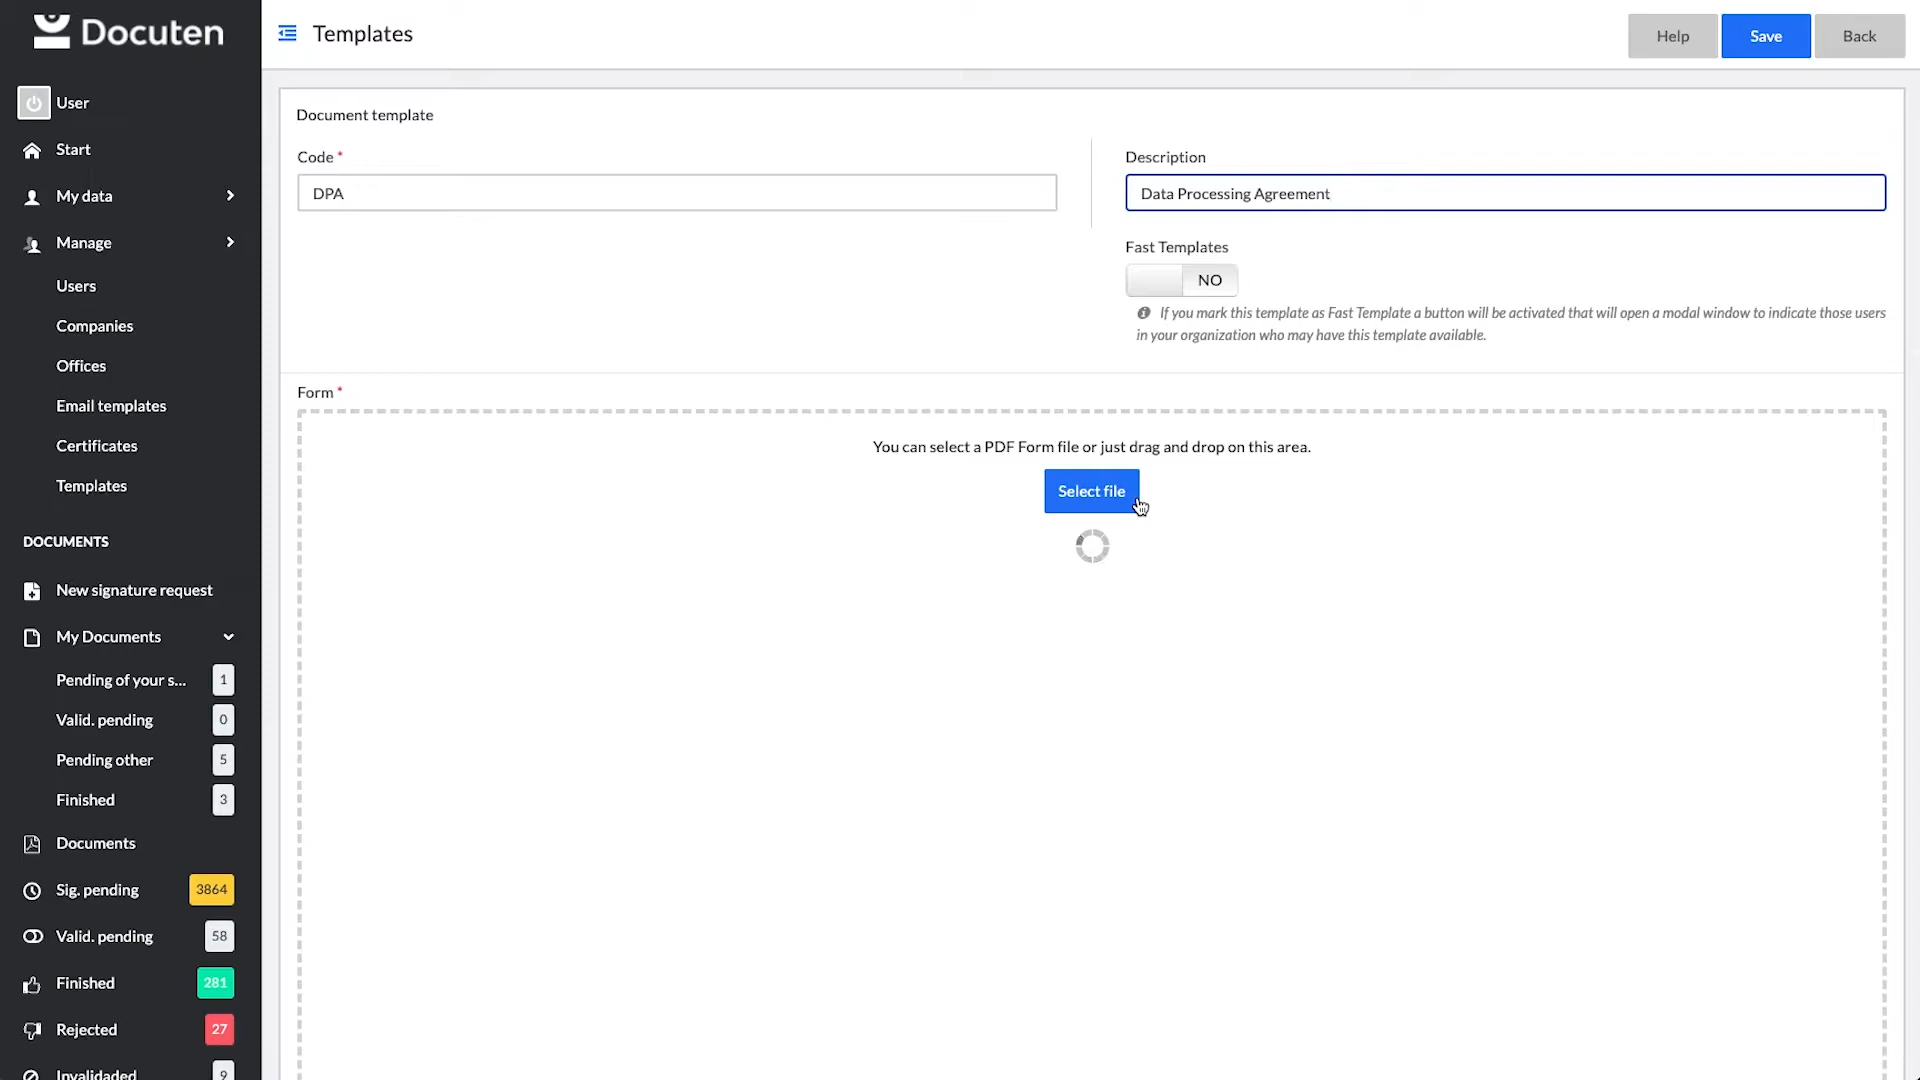 Docuten
Templates
Help
Save
Back
User
Start
My data
Manage
Users
Companies
Offices
Email templates
Certificates
Templates
DOCUMENTS
New signature request
My Documents
Pending of your s... 1
Valid. pending 0
Pending other 5
Finished 3
Documents
Sig. pending 3864
Valid. pending 58
Finished 281
Rejected 27
Invalidaded 9
Document template
Code *
DPA
Description
Data Processing Agreement
Fast Templates
NO
If you mark this template as Fast Template a button will be activated that will open a modal window to indicate those users
in your organization who may have this template available.
Form *
You can select a PDF Form file or just drag and drop on this area.
Select file